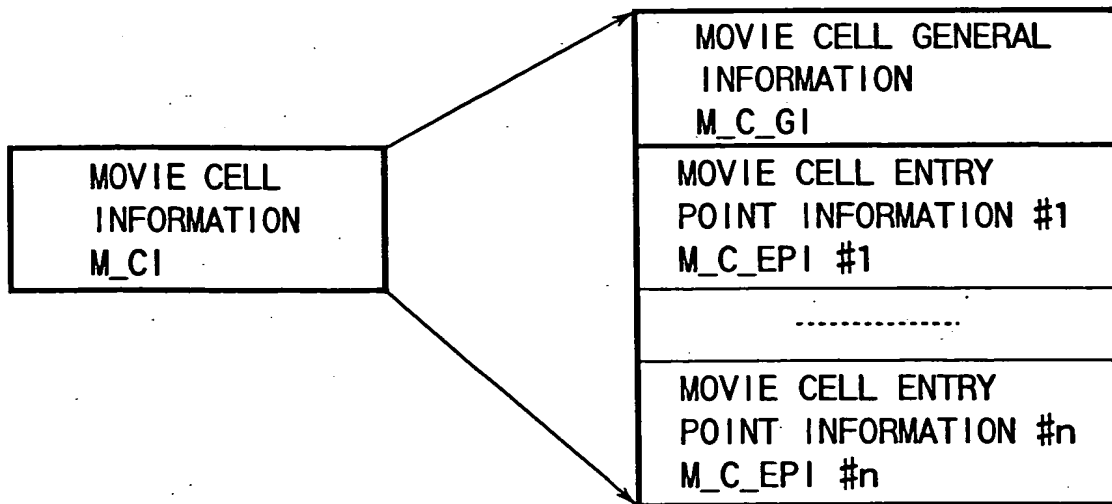 MOVIE CELL
INFORMATION
M_CI
MOVIE CELL GENERAL
INFORMATION
M_C_GI
MOVIE CELL ENTRY
POINT INFORMATION #1
M_C_EPI #1
---------------
MOVIE CELL ENTRY
POINT INFORMATION #n
M_C_EPI #n